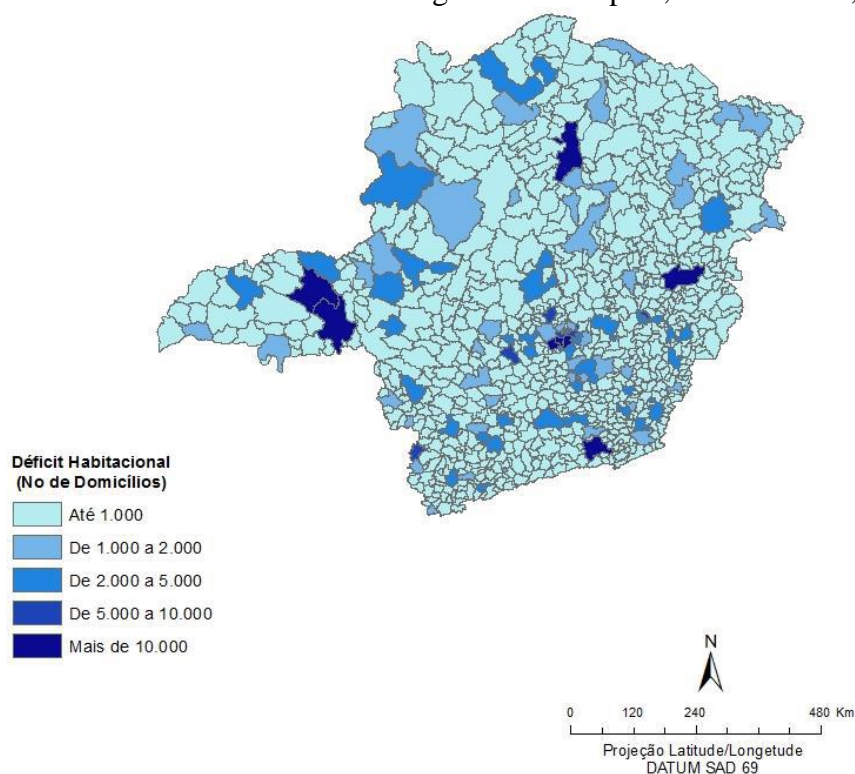 Déficit Habitacional
(No de Domicílios)
Até 1.000
De 1.000 a 2.000
De 2.000 a 5.000
De 5.000 a 10.000
Mais de 10.000
N
0 120 240 480 Km
Projeção Latitude/Longetude
DATUM SAD 69